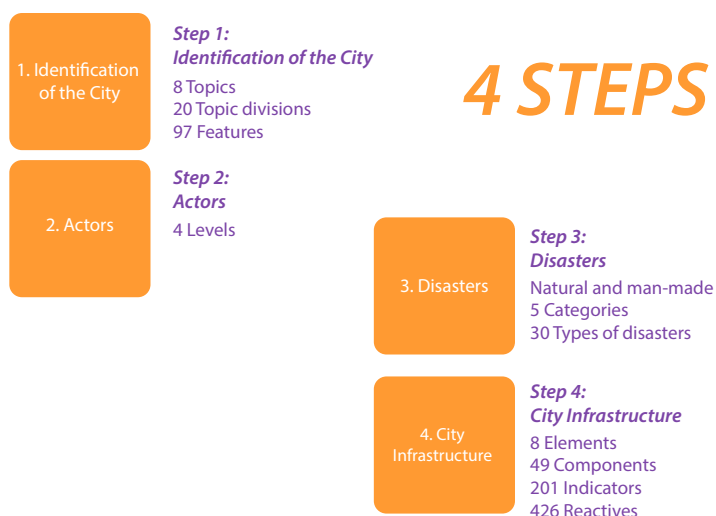 4 STEPS
1. Identification
of the City
Step 1:
Identification of the City
8 Topics
20 Topic divisions
97 Features
2. Actors
Step 2:
Actors
4 Levels
3. Disasters
Step 3:
Disasters
Natural and man-made
5 Categories
30 Types of disasters
4. City
Infrastructure
Step 4:
City Infrastructure
8 Elements
49 Components
201 Indicators
426 Reactives